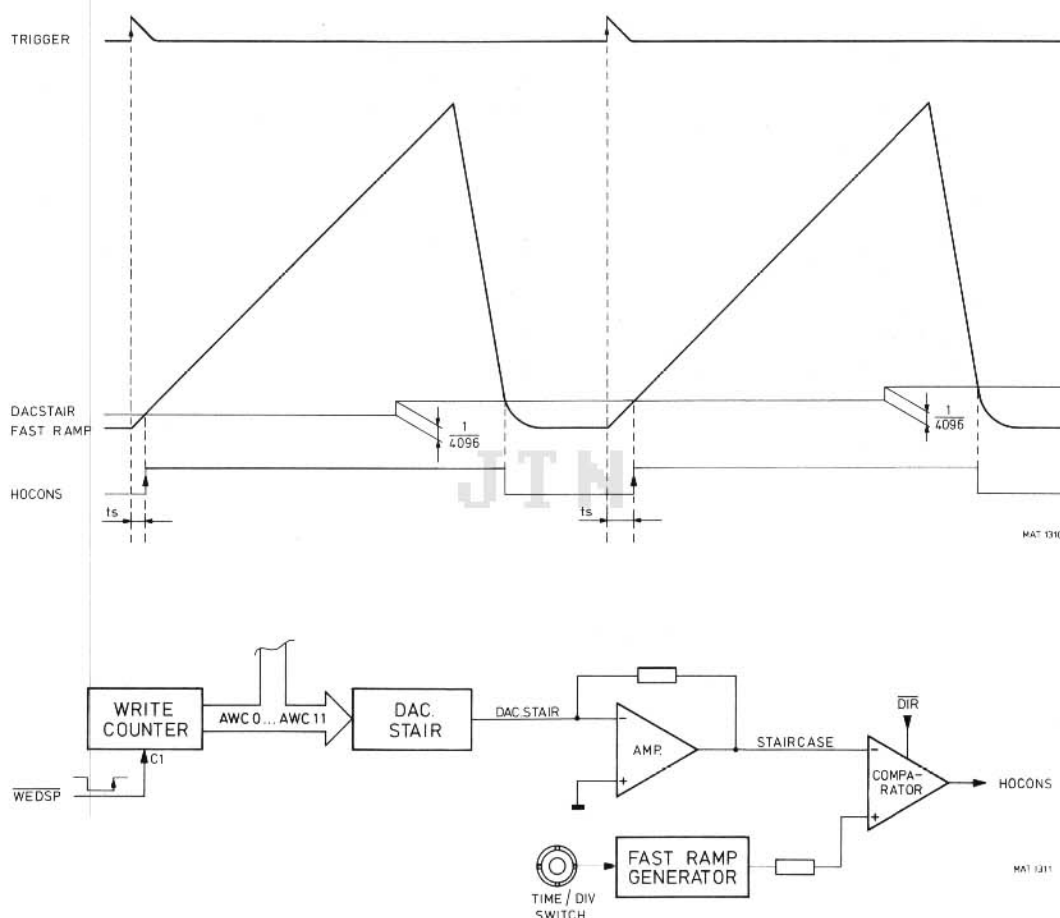 TRIGGER
DACSTAIR
FAST RAMP
1
4096
1
4096
JTN
HOCONS
ts
ts
MAT 1310
WRITE
COUNTER
AWC 0 ... AWC 11
DAC.
STAIR
DAC.STAIR
−
AMP.
+
STAIRCASE
DIR
−
COMPA-
RATOR
+
HOCONS
C1
WEDSP
FAST RAMP
GENERATOR
TIME / DIV
SWITCH
MAT 1311